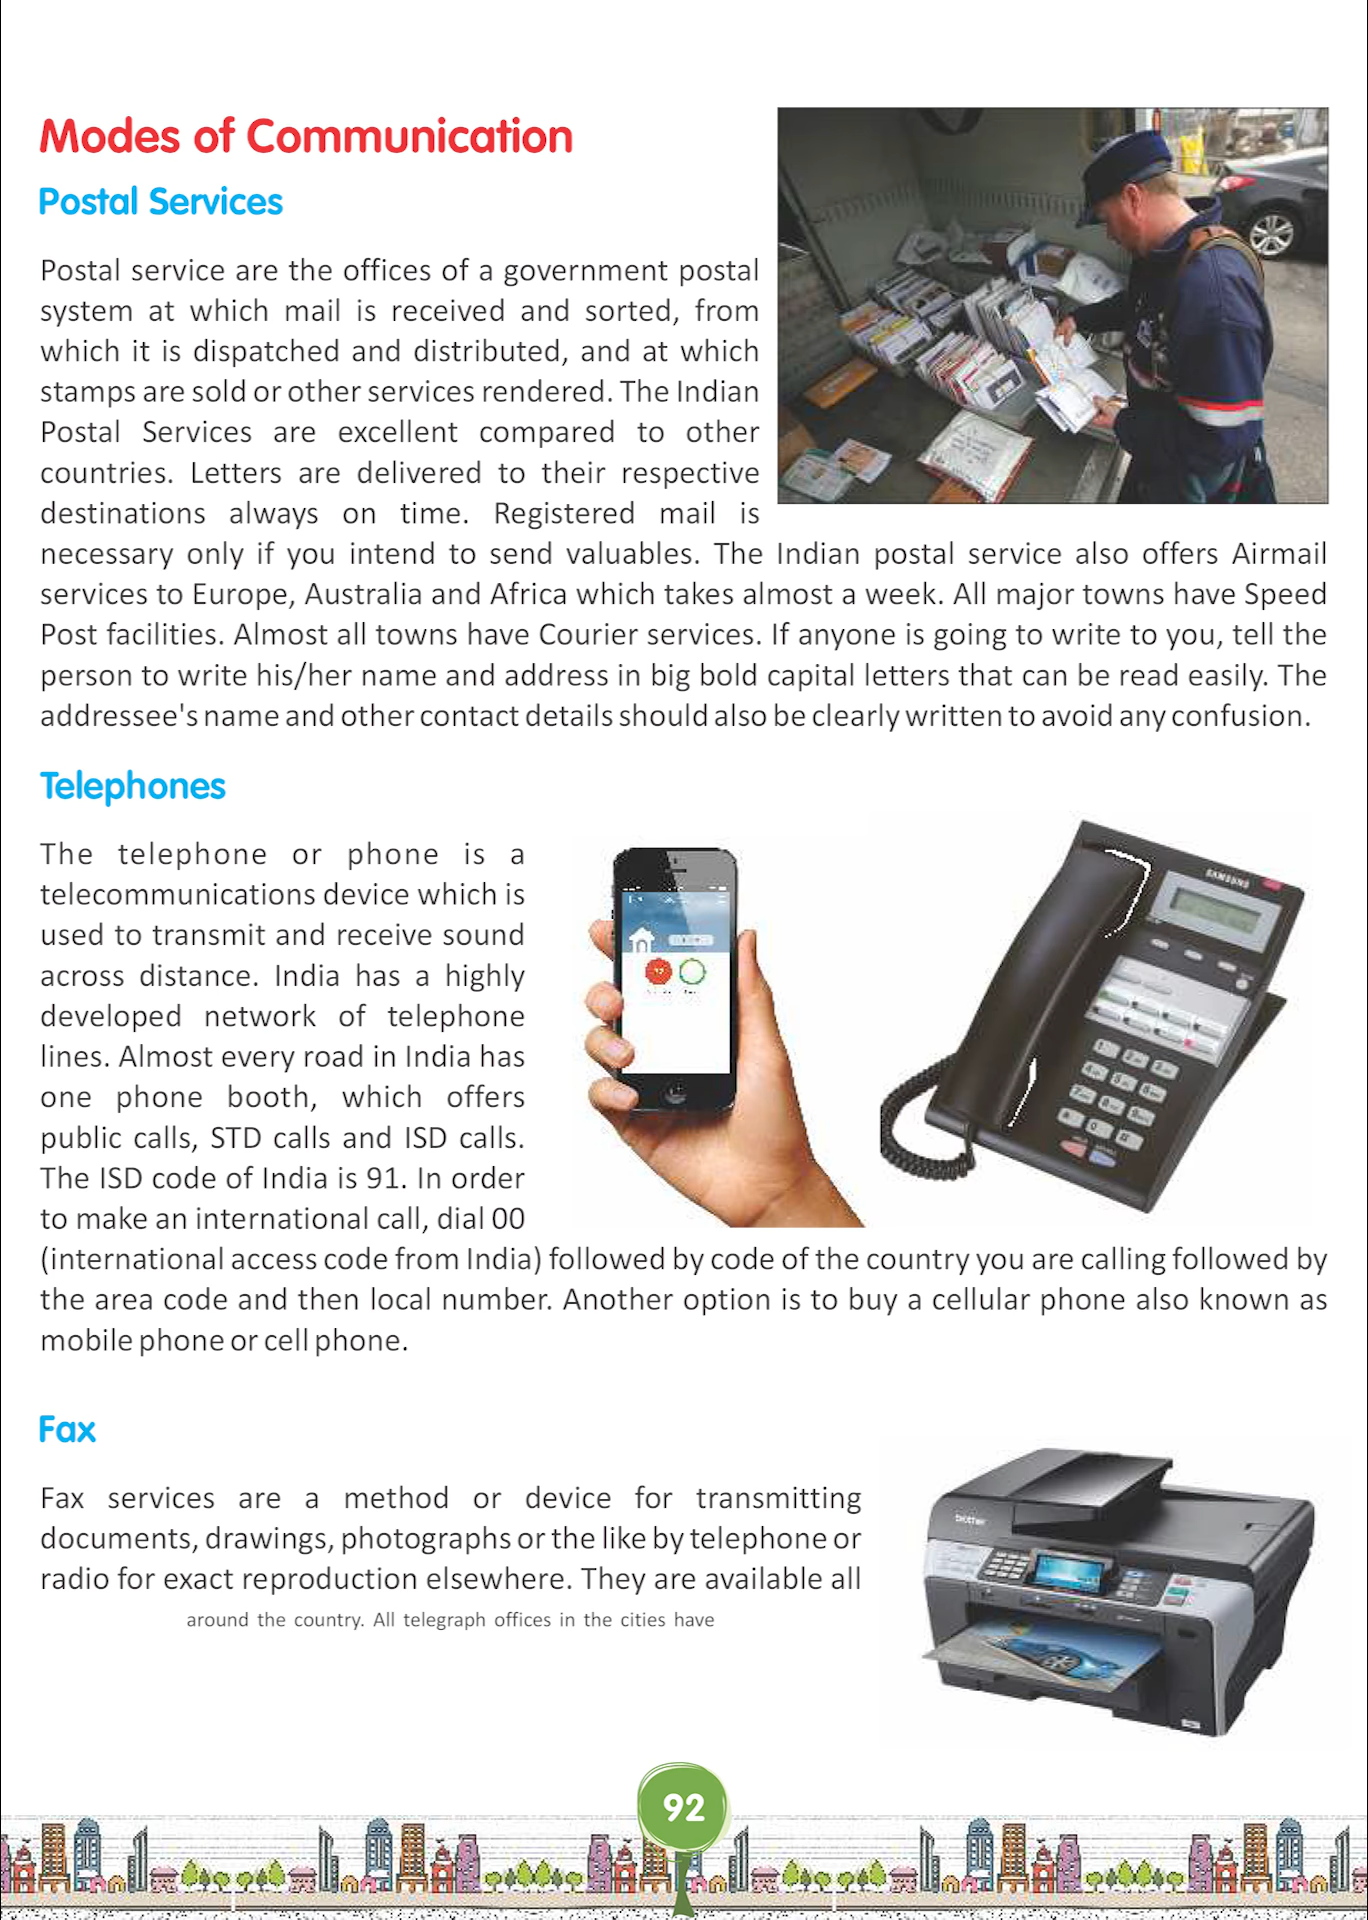 Modes of Communication
Postal Services
Postal service are the offices of a government postal
system at which mail is received and sorted, from
which it is dispatched and distributed, and at which
stamps are sold or other services rendered. The Indian
Postal Services are excellent compared to other
countries. Letters are delivered to their respective
destinations always on time. Registered mail is
necessary only if you intend to send valuables. The Indian postal service also offers Airmail
services to Europe, Australia and Africa which takes almost a week. All major towns have Speed
Post facilities. Almost all towns have Courier services. If anyone is going to write to you, tell the
person to write his/her name and address in big bold capital letters that can be read easily. The
addressee's name and other contact details should also be clearly written to avoid any confusion.
Telephones
The telephone or phone is a
telecommunications device which is
used to transmit and receive sound
across distance. India has a highly
developed network of telephone
lines. Almost every road in India has
one phone booth, which offers
public calls, STD calls and ISD calls.
The ISD code of India is 91. In order
to make an international call, dial 00
(international access code from India) followed by code of the country you are calling followed by
the area code and then local number. Another option is to buy a cellular phone also known as
mobile phone or cell phone.
SAMSUNG
Fax
Fax services are a method or device for transmitting
documents, drawings, photographs or the like by telephone or
radio for exact reproduction elsewhere. They are available all
around the country. All telegraph offices in the cities have
brother
92